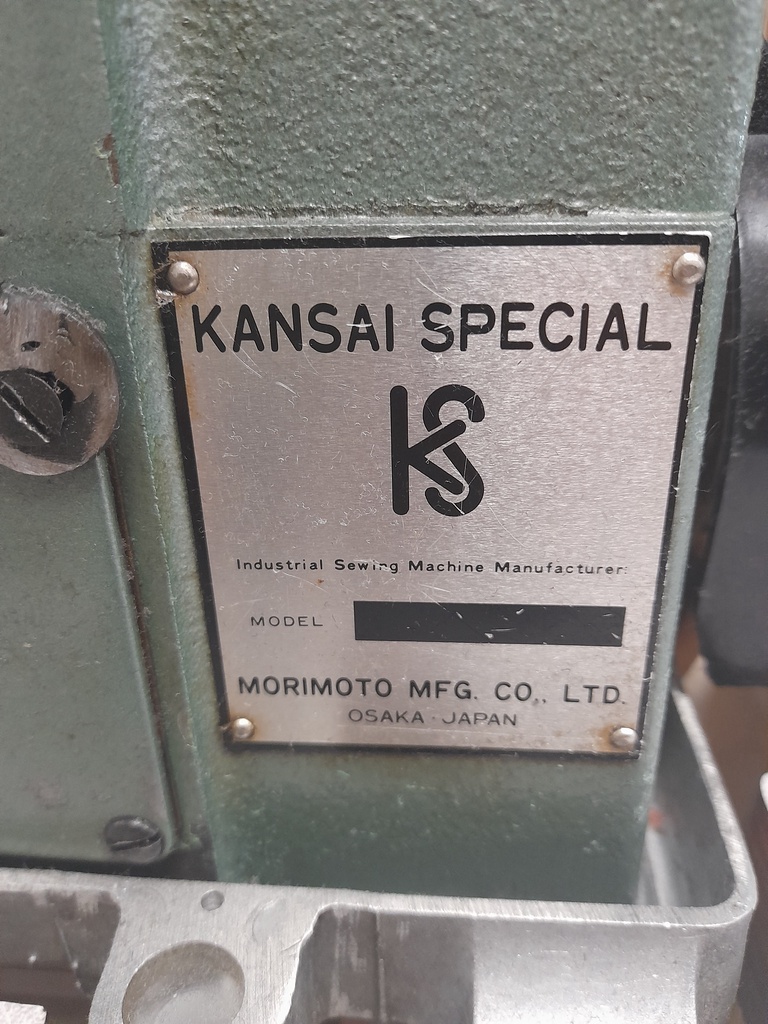 KANSAI SPECIAL
KS
Industrial Sewing Machine Manufacturer.
MODEL
MORIMOTO MFG. CO., LTD.
OSAKA · JAPAN